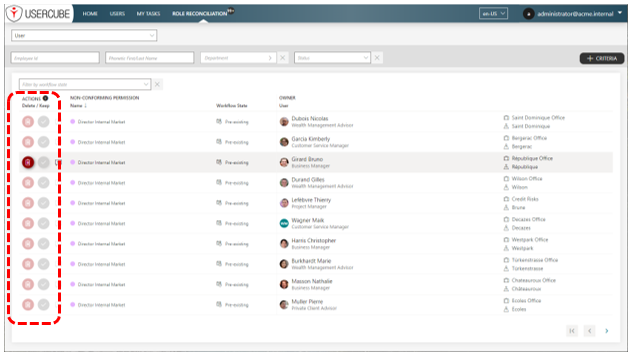 USERCUBE HOME USERS MY TASKS ROLE RECONCILIATION 99+ en-US administrator@acme.internal
User
Employee Id Phonetic First/Last Name Department Status + CRITERIA
Filter by workflow state
ACTIONS NON-CONFORMING PERMISSION OWNER
Delete / Keep Name ↓ Workflow State User
Director Internal Market Pre-existing Dubois Nicolas Saint Dominique Office
Wealth Management Advisor Saint Dominique
Director Internal Market Pre-existing Garcia Kimberly Bergerac Office
Customer Service Manager Bergerac
Director Internal Market Pre-existing Girard Bruno République Office
Business Manager République
Director Internal Market Pre-existing Durand Gilles Wilson Office
Wealth Management Advisor Wilson
Director Internal Market Pre-existing Lefebvre Thierry Credit Risks
Project Manager Bruna
Director Internal Market Pre-existing Wagner Maik Decazes Office
Customer Service Manager Decazes
Director Internal Market Pre-existing Harris Christopher Westpark Office
Business Manager Westpark
Director Internal Market Pre-existing Burkhardt Marie Torkenstrasse Office
Wealth Management Advisor Torkenstrasse
Director Internal Market Pre-existing Masson Nathalie Chateauroux Office
Business Manager Châteauroux
Director Internal Market Pre-existing Muller Pierre Ecoles Office
Private Client Advisor Ecoles